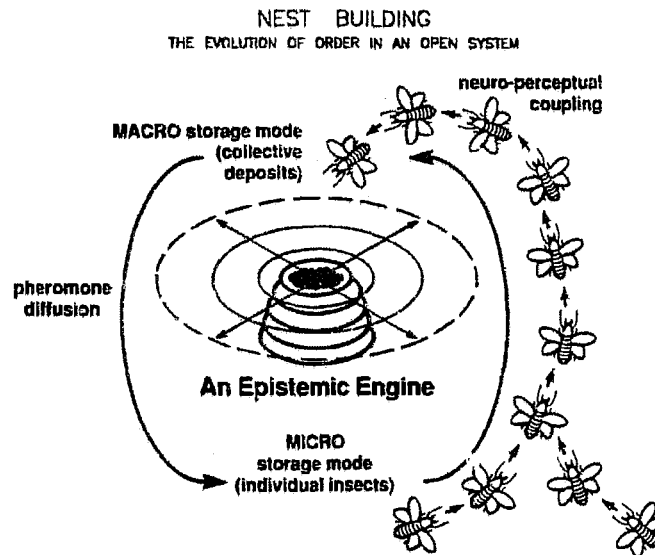 NEST BUILDING
THE EVOLUTION OF ORDER IN AN OPEN SYSTEM
neuro-perceptual
coupling
MACRO storage mode
(collective
deposits)
pheromone
diffusion
An Epistemic Engine
MICRO
storage mode
(individual insects)